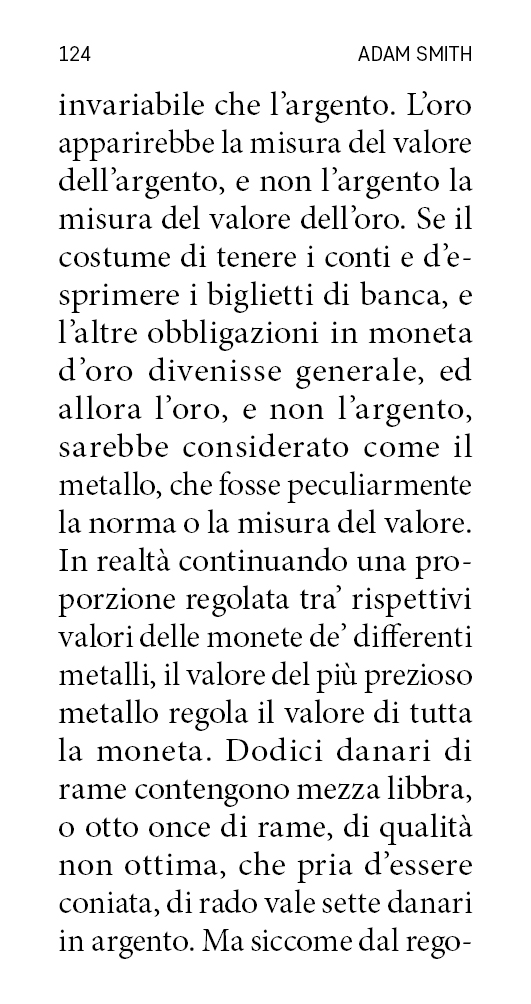 124 ADAM SMITH
invariabile che l’argento. L’oro
apparirebbe la misura del valore
dell’argento, e non l’argento la
misura del valore dell’oro. Se il
costume di tenere i conti e d’e-
sprimere i biglietti di banca, e
l’altre obbligazioni in moneta
d’oro divenisse generale, ed
allora l’oro, e non l’argento,
sarebbe considerato come il
metallo, che fosse peculiarmente
la norma o la misura del valore.
In realtà continuando una pro-
porzione regolata tra’ rispettivi
valori delle monete de’ differenti
metalli, il valore del più prezioso
metallo regola il valore di tutta
la moneta. Dodici danari di
rame contengono mezza libbra,
o otto once di rame, di qualità
non ottima, che pria d’essere
coniata, di rado vale sette danari
in argento. Ma siccome dal rego-